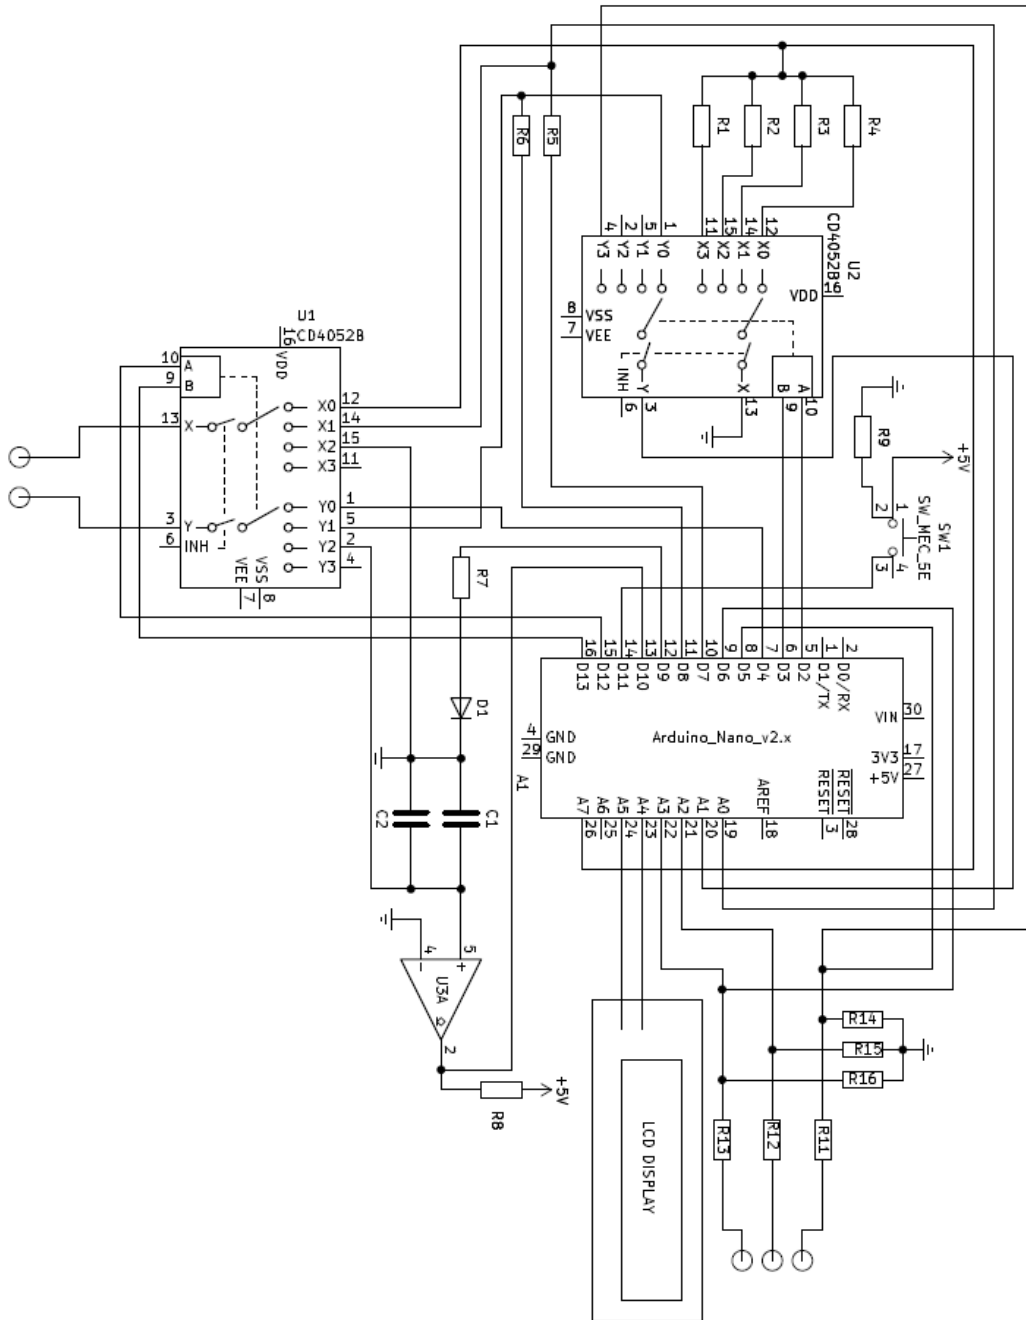 R1
R2
R3
R4
R6
R5
4
2
5
1
11
15
14
12
Y3
Y2
Y1
Y0
X3
X2
X1
X0
CD4052B
U2
VDD
16
8
VSS
7
VEE
INH
Y
X
B
A
6
3
13
9
10
U1
CD4052B
16
VDD
10
A
9
B
13
X
3
Y
6
INH
VEE
VSS
7
8
X0
12
X1
14
X2
15
X3
11
Y0
1
Y1
5
Y2
2
Y3
4
R9
+5V
2
1
SW1
SW_MEC_5E
3
4
R7
D1
C2
C1
16
15
14
13
12
11
10
9
8
7
6
5
1
2
D13
D12
D11
D10
D9
D8
D7
D6
D5
D4
D3
D2
D1/TX
D0/RX
4
GND
29
GND
Arduino_Nano_v2.x
A1
VIN
30
3V3
17
+5V
27
A7
A6
A5
A4
A3
A2
A1
A0
AREF
RESET
RESET
26
25
24
23
22
21
20
19
18
3
28
4
5
-
+
U3A
2
R8
+5V
LCD DISPLAY
R14
R15
R16
R13
R12
R11